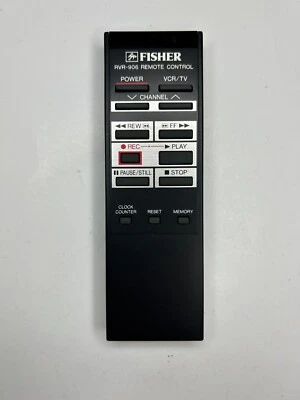 FISHER
RVR-906 REMOTE CONTROL
POWER VCR/TV
CHANNEL
REW FF
REC PLAY
PAUSE/STILL STOP
CLOCK
COUNTER RESET MEMORY